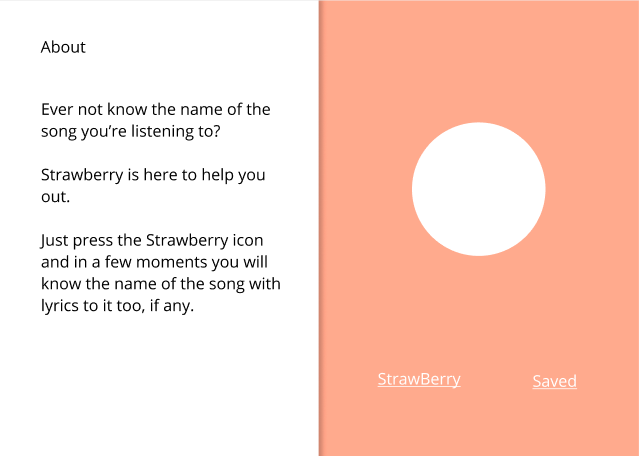 About
Ever not know the name of the
song you’re listening to?
Strawberry is here to help you
out.
Just press the Strawberry icon
and in a few moments you will
know the name of the song with
lyrics to it too, if any.
StrawBerry
Saved